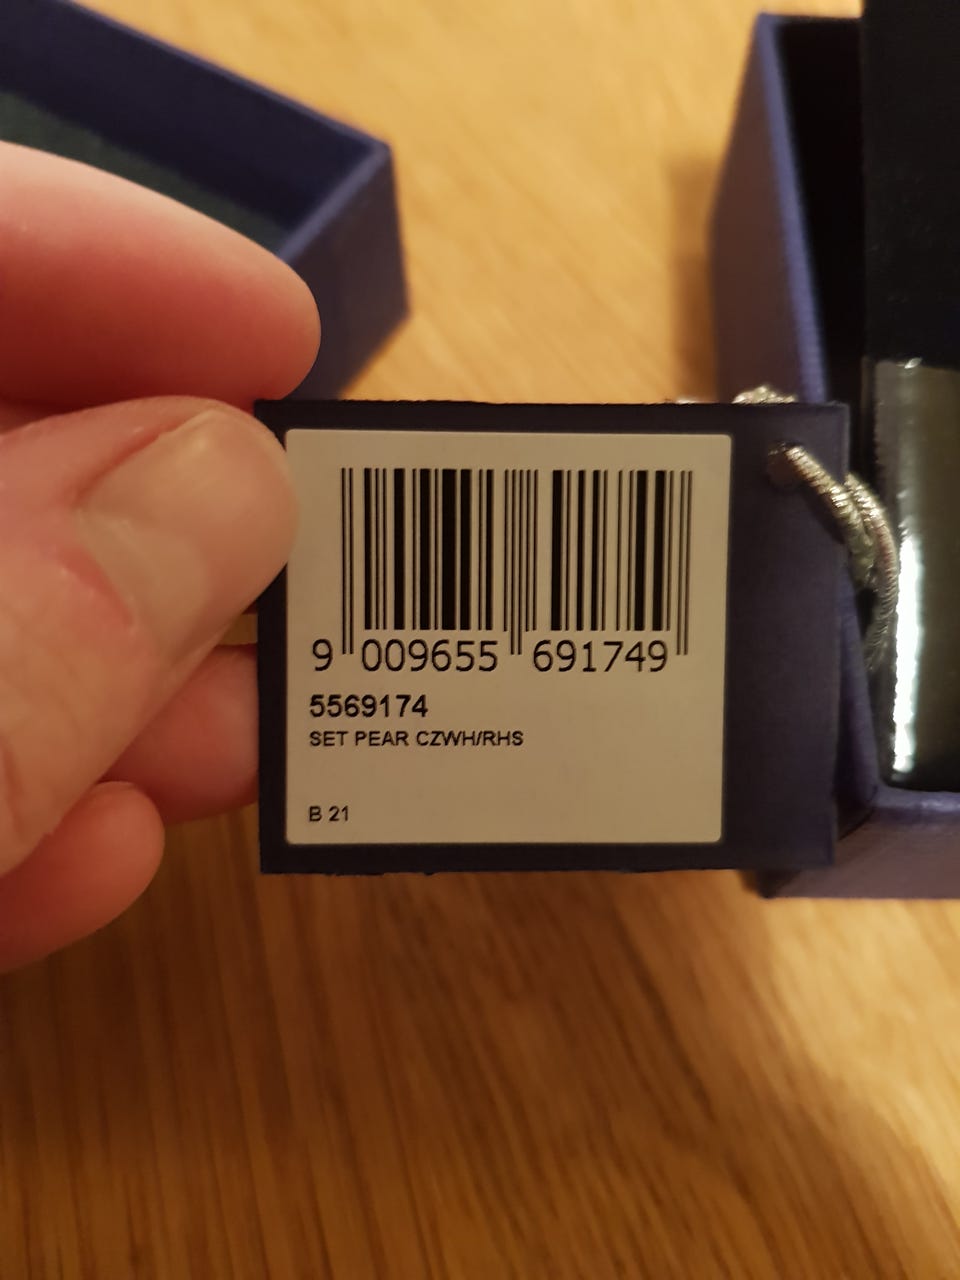 9 009655 691749
5569174
SET PEAR CZWH/RHS
B 21